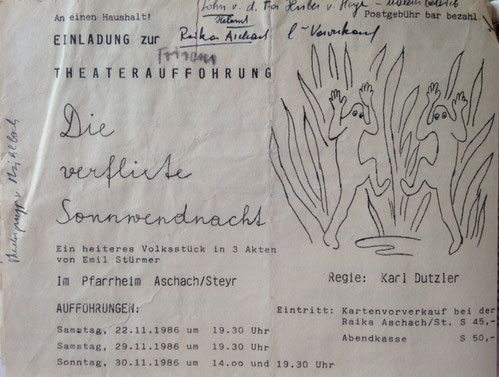 An einen Haushalt!
Postgebühr bar bezahl
EINLADUNG zur Raika Aschach
THEATERAUFFÜHRUNG
Die
verflixte
Sonnwendnacht
Ein heiteres Volksstück in 3 Akten
von Emil Stürmer
Im Pfarrheim Aschach/Steyr
Regie: Karl Dutzler
AUFFÜHRUNGEN:
Samstag, 22.11.1986 um 19.30 Uhr
Samstag, 29.11.1986 um 19.30 Uhr
Sonntag, 30.11.1986 um 14.oo und 19.30 Uhr
Eintritt: Kartenvorverkauf bei der
Raika Aschach/St. S 45,-
Abendkasse S 50,-